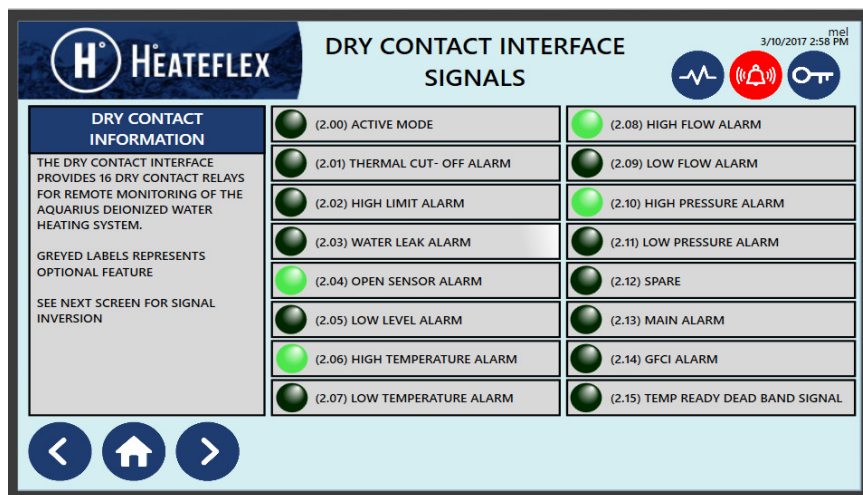 H° HEATEFLEX
DRY CONTACT INTERFACE
SIGNALS
mel
3/10/2017 2:58 PM
DRY CONTACT
INFORMATION
THE DRY CONTACT INTERFACE
PROVIDES 16 DRY CONTACT RELAYS
FOR REMOTE MONITORING OF THE
AQUARIUS DEIONIZED WATER
HEATING SYSTEM.
GREYED LABELS REPRESENTS
OPTIONAL FEATURE
SEE NEXT SCREEN FOR SIGNAL
INVERSION
(2.00) ACTIVE MODE
(2.01) THERMAL CUT- OFF ALARM
(2.02) HIGH LIMIT ALARM
(2.03) WATER LEAK ALARM
(2.04) OPEN SENSOR ALARM
(2.05) LOW LEVEL ALARM
(2.06) HIGH TEMPERATURE ALARM
(2.07) LOW TEMPERATURE ALARM
(2.08) HIGH FLOW ALARM
(2.09) LOW FLOW ALARM
(2.10) HIGH PRESSURE ALARM
(2.11) LOW PRESSURE ALARM
(2.12) SPARE
(2.13) MAIN ALARM
(2.14) GFCI ALARM
(2.15) TEMP READY DEAD BAND SIGNAL